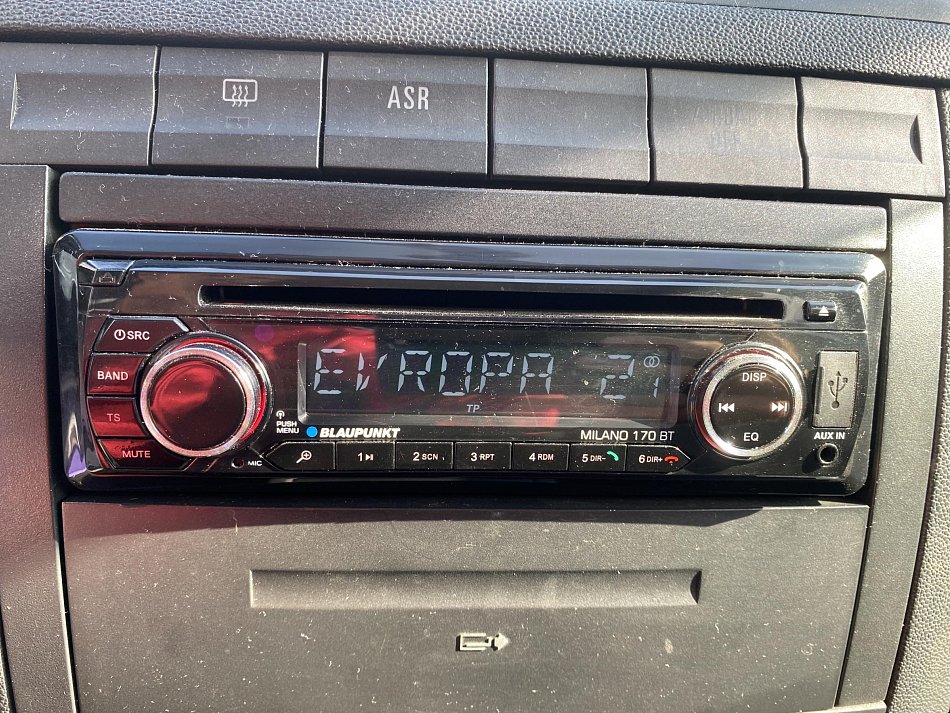 ASR
SRC
BAND
TS
MUTE
EVROPA 21
TP
PUSH
MENU
BLAUPUNKT
MILANO 170 BT
MIC
1
2 SCN
3 RPT
4 RDM
5 DIR-
6 DIR+
DISP
EQ
AUX IN